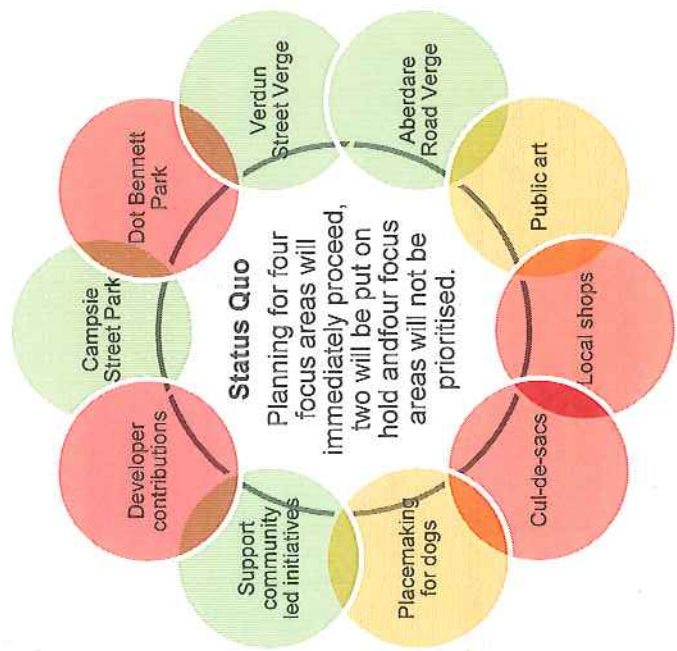 Status Quo
Planning for four
focus areas will
immediately proceed,
two will be put on
hold andfour focus
areas will not be
prioritised.
Campsie
Street Park
Dot Bennett
Park
Verdun
Street Verge
Aberdare
Road Verge
Public art
Local shops
Cul-de-sacs
Placemaking
for dogs
Support
community
led initiatives
Developer
contributions